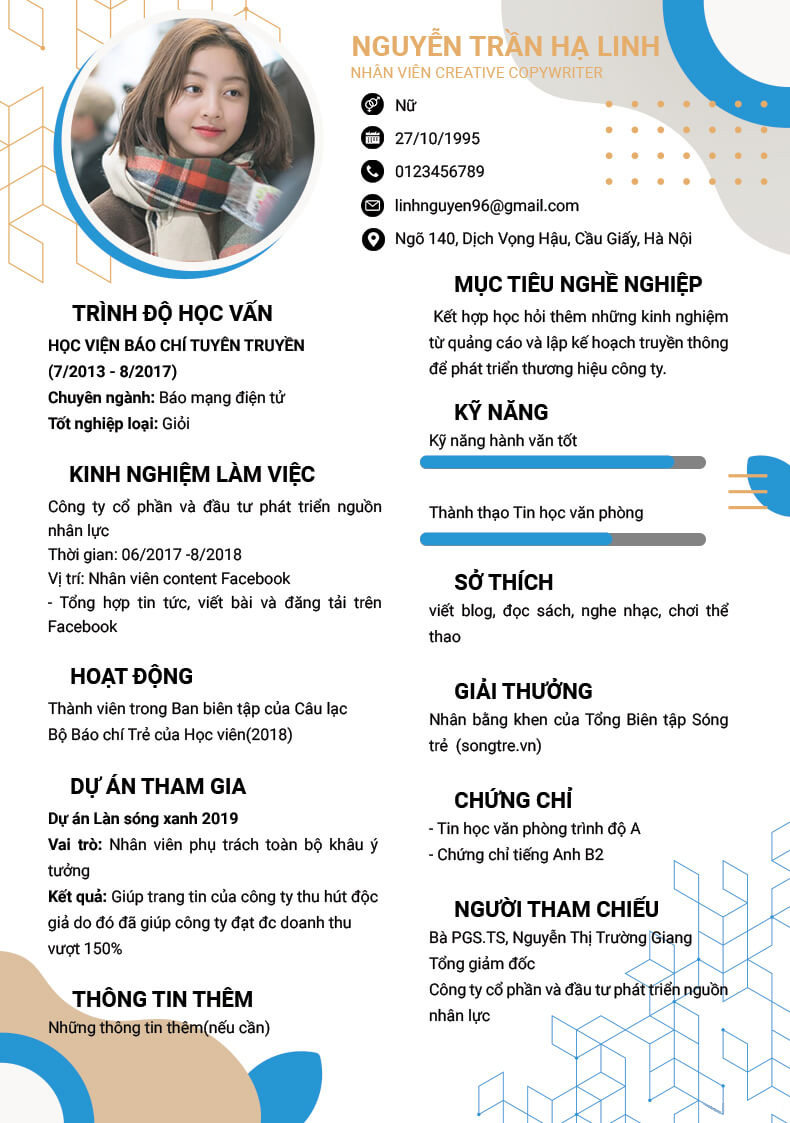 NGUYỄN TRẦN HẠ LINH
NHÂN VIÊN CREATIVE COPYWRITER
Nữ
27/10/1995
0123456789
linhnguyen96@gmail.com
Ngõ 140, Dịch Vọng Hậu, Cầu Giấy, Hà Nội
TRÌNH ĐỘ HỌC VẤN
HỌC VIỆN BÁO CHÍ TUYÊN TRUYỀN
(7/2013 - 8/2017)
Chuyên ngành: Báo mạng điện tử
Tốt nghiệp loại: Giỏi
KINH NGHIỆM LÀM VIỆC
Công ty cổ phần và đầu tư phát triển nguồn
nhân lực
Thời gian: 06/2017 -8/2018
Vị trí: Nhân viên content Facebook
- Tổng hợp tin tức, viết bài và đăng tải trên
Facebook
HOẠT ĐỘNG
Thành viên trong Ban biên tập của Câu lạc
Bộ Báo chí Trẻ của Học viên(2018)
DỰ ÁN THAM GIA
Dự án Làn sóng xanh 2019
Vai trò: Nhân viên phụ trách toàn bộ khâu ý
tưởng
Kết quả: Giúp trang tin của công ty thu hút độc
giả do đó đã giúp công ty đạt đc doanh thu
vượt 150%
THÔNG TIN THÊM
Những thông tin thêm(nếu cần)
MỤC TIÊU NGHỀ NGHIỆP
Kết hợp học hỏi thêm những kinh nghiệm
từ quảng cáo và lập kế hoạch truyền thông
để phát triển thương hiệu công ty.
KỸ NĂNG
Kỹ năng hành văn tốt
Thành thạo Tin học văn phòng
SỞ THÍCH
viết blog, đọc sách, nghe nhạc, chơi thể
thao
GIẢI THƯỞNG
Nhân bằng khen của Tổng Biên tập Sóng
trẻ (songtre.vn)
CHỨNG CHỈ
- Tin học văn phòng trình độ A
- Chứng chỉ tiếng Anh B2
NGƯỜI THAM CHIẾU
Bà PGS.TS, Nguyễn Thị Trường Giang
Tổng giảm đốc
Công ty cổ phần và đầu tư phát triển nguồn
nhân lực